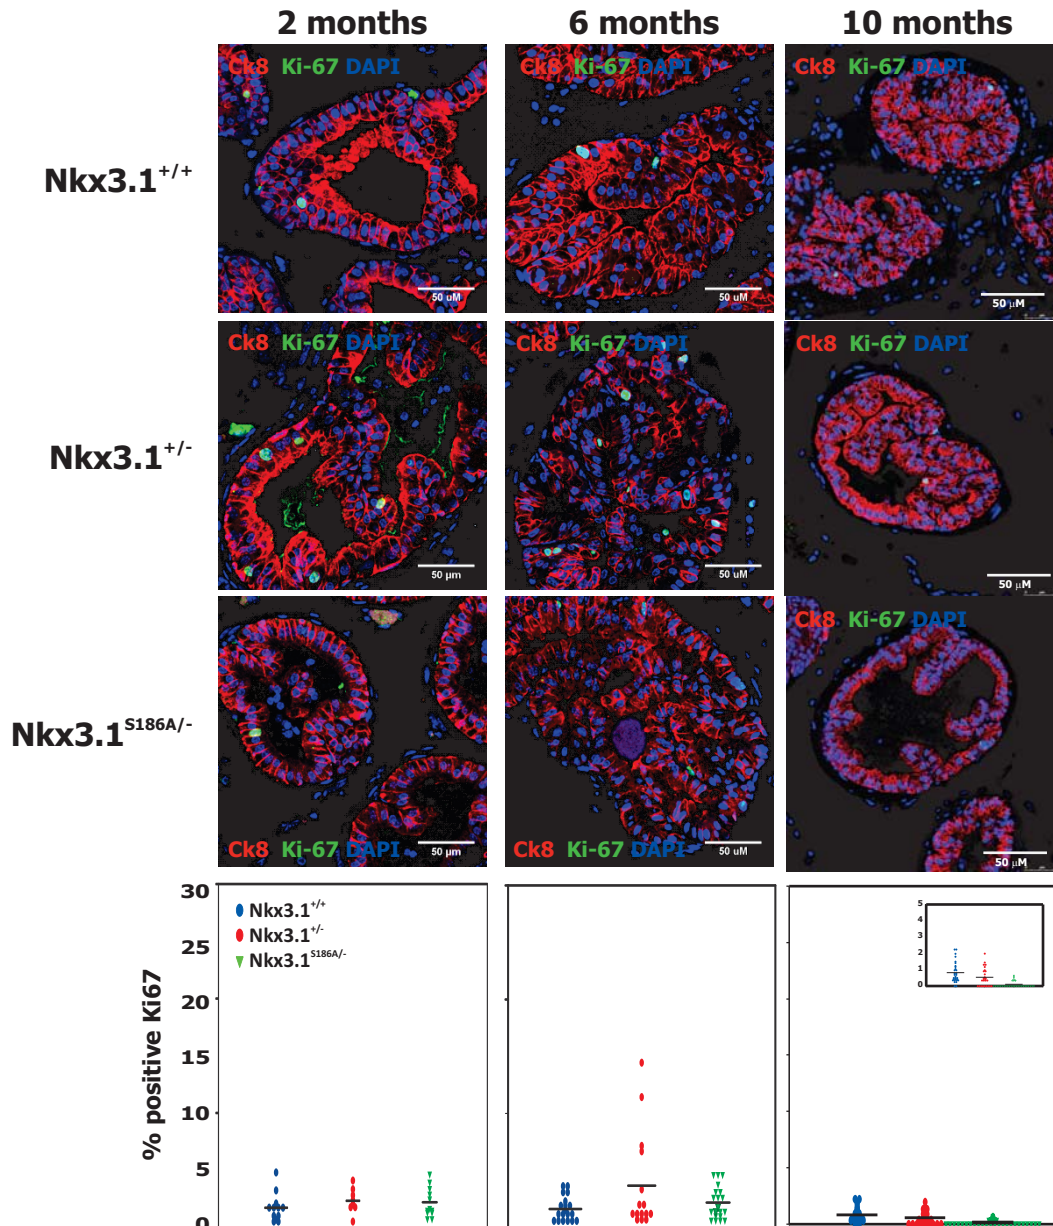 2 months 6 months 10 months
Nkx3.1+/+
Ck8 Ki-67 DAPI
50 uM
Ck8 Ki-67 DAPI
50 uM
Ck8 Ki-67 DAPI
50 µM
Nkx3.1+/-
Ck8 Ki-67 DAPI
50 µm
Ck8 Ki-67 DAPI
50 uM
Ck8 Ki-67 DAPI
50 µM
Nkx3.1S186A/-
Ck8 Ki-67 DAPI
50 µm
Ck8 Ki-67 DAPI
50 uM
Ck8 Ki-67 DAPI
50 µM
% positive Ki67
30
25
20
15
10
5
0
Nkx3.1+/+
Nkx3.1+/-
Nkx3.1S186A/-
5
4
3
2
1
0